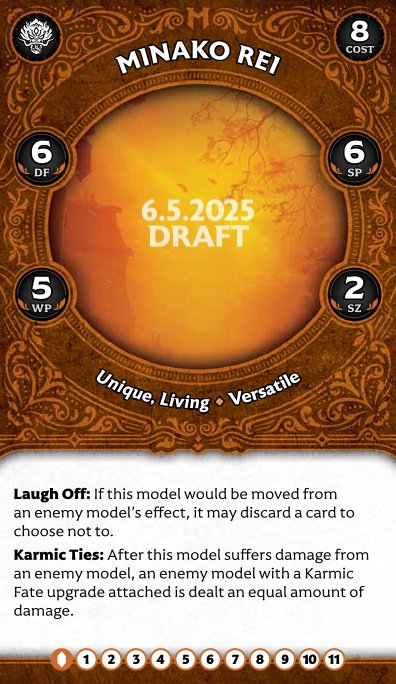 MINAKO REI
8
COST
6
DF
6
SP
6.5.2025
DRAFT
5
WP
2
SZ
Unique, Living ◆ Versatile
Laugh Off: If this model would be moved from
an enemy model's effect, it may discard a card to
choose not to.
Karmic Ties: After this model suffers damage from
an enemy model, an enemy model with a Karmic
Fate upgrade attached is dealt an equal amount of
damage.
1 2 3 4 5 6 7 8 9 10 11